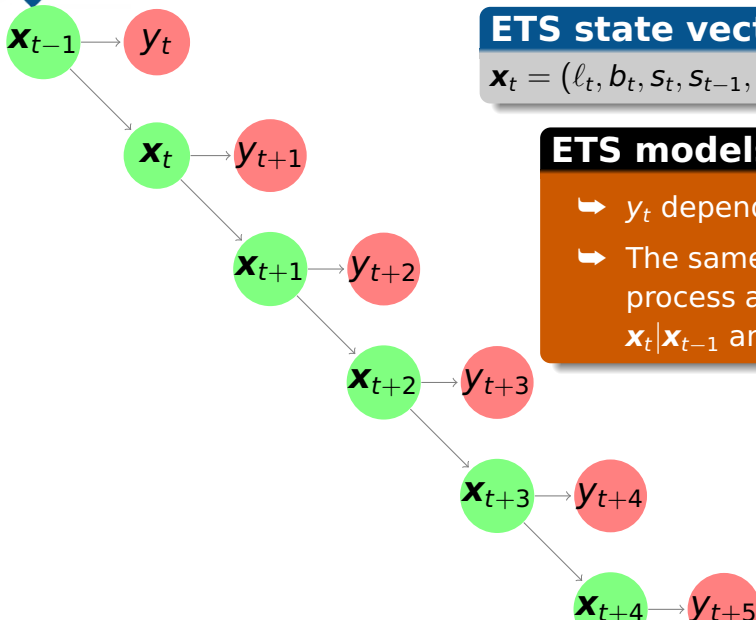 x_{t−1} y_t
ETS state vect
x_t = (ℓ_t, b_t, s_t, s_{t−1},
x_t y_{t+1}
ETS model
➥ y_t depend
➥ The same
process a
x_t|x_{t−1} an
x_{t+1} y_{t+2}
x_{t+2} y_{t+3}
x_{t+3} y_{t+4}
x_{t+4} y_{t+5}